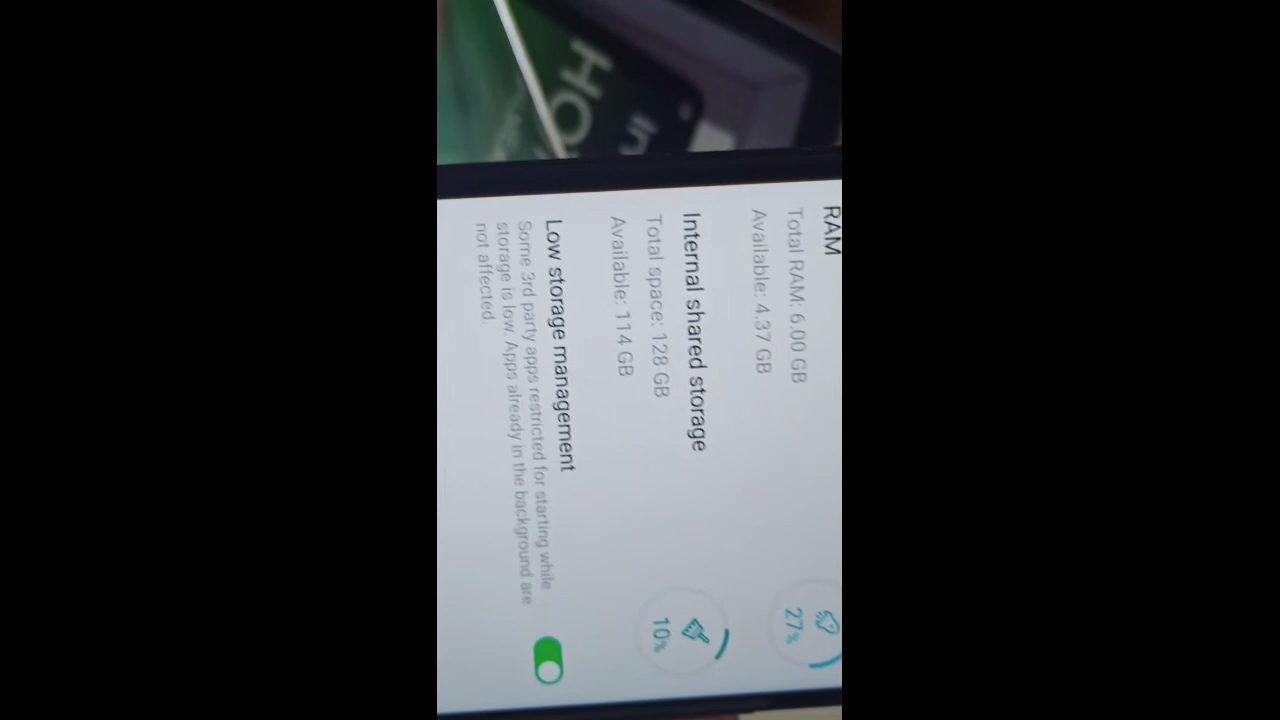 RAM
Total RAM: 6.00 GB
Available: 4.37 GB
27%
Internal shared storage
Total space: 128 GB
Available: 114 GB
10%
Low storage management
Some 3rd party apps restricted for starting while
storage is low. Apps already in the background are
not affected.
In
HO